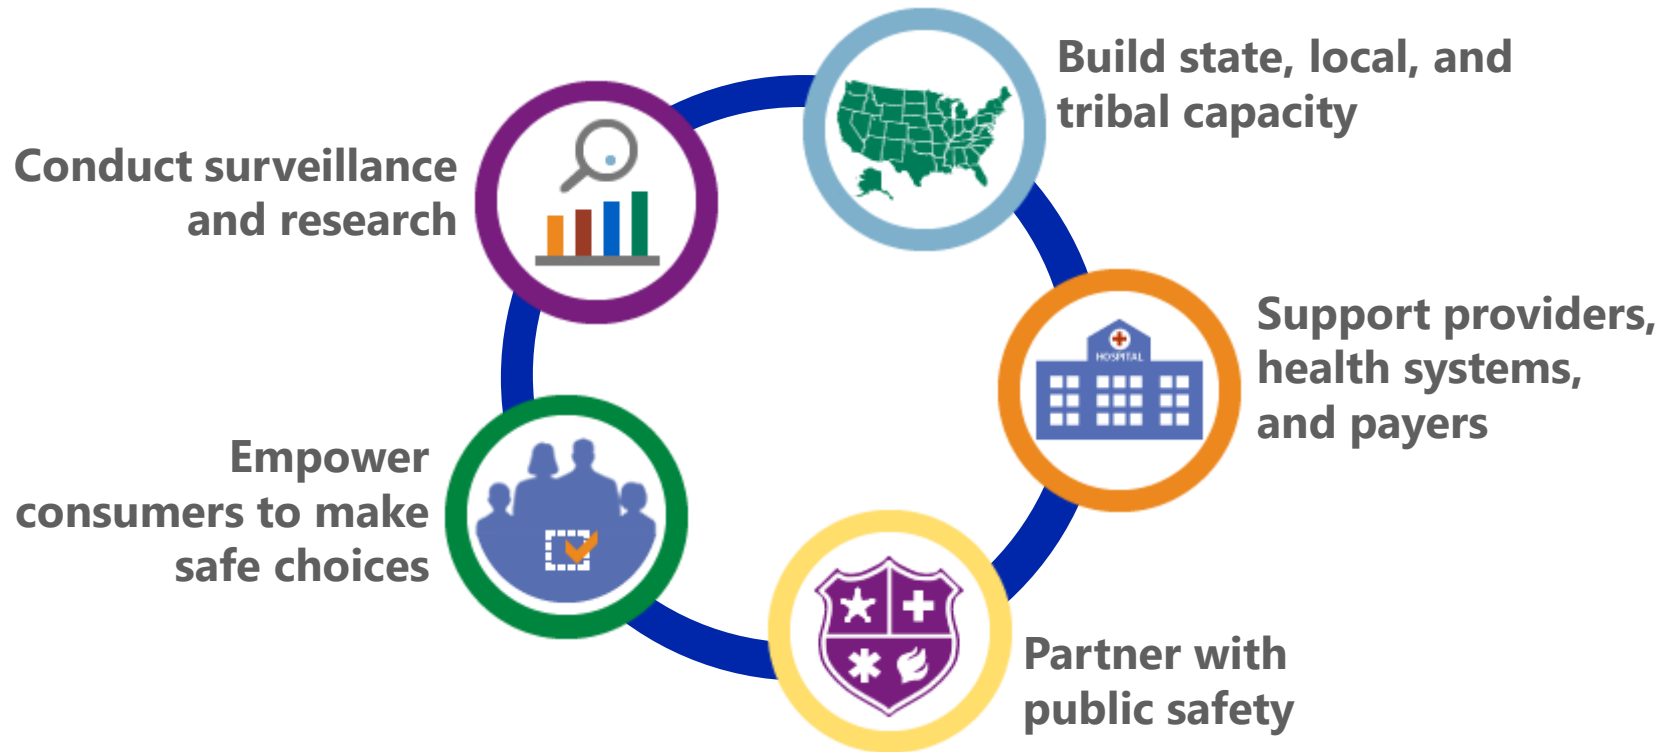 Build state, local, and
tribal capacity
Conduct surveillance
and research
Support providers,
health systems,
and payers
HOSPITAL
Empower
consumers to make
safe choices
Partner with
public safety